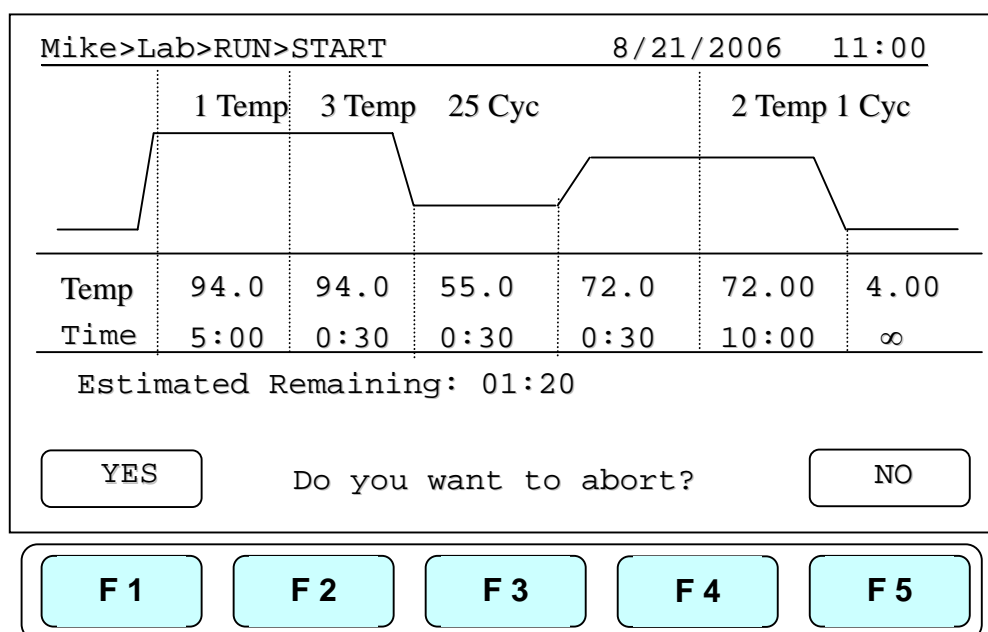 Mike>Lab>RUN>START 8/21/2006 11:00
1 Temp 3 Temp 25 Cyc 2 Temp 1 Cyc
Temp 94.0 94.0 55.0 72.0 72.00 4.00
Time 5:00 0:30 0:30 0:30 10:00 ∞
Estimated Remaining: 01:20
YES Do you want to abort? NO
F 1 F 2 F 3 F 4 F 5